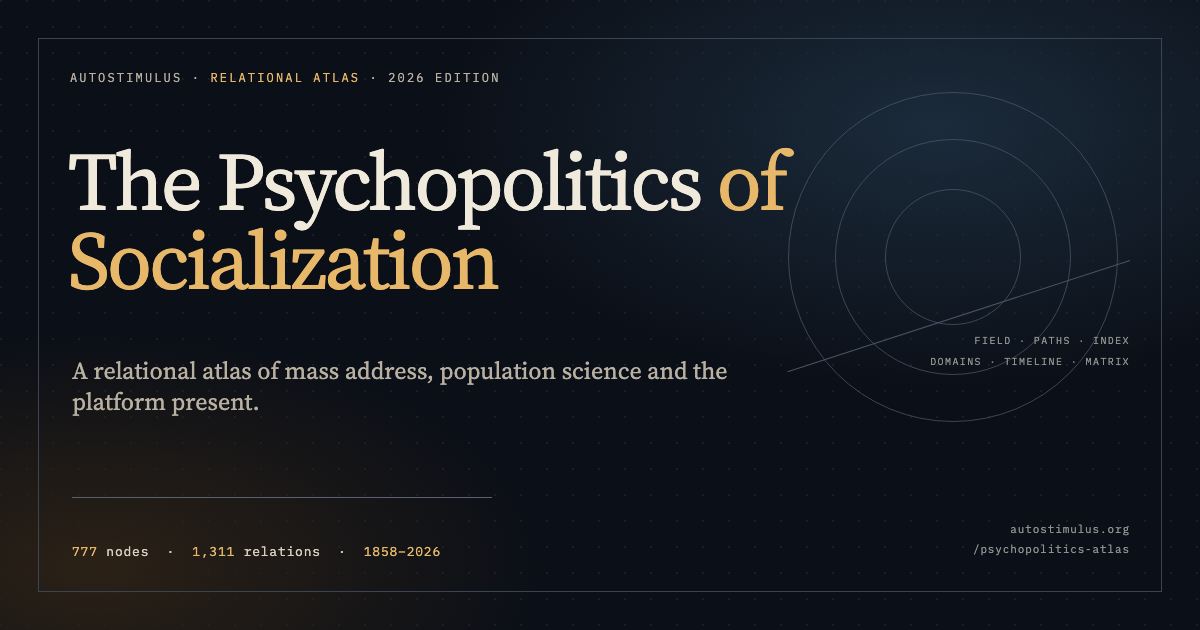 AUTOSTIMULUS · RELATIONAL ATLAS · 2026 EDITION
The Psychopolitics of
Socialization
A relational atlas of mass address, population science and the
platform present.
FIELD · PATHS · INDEX
DOMAINS · TIMELINE · MATRIX
777 nodes · 1,311 relations · 1858–2026
autostimulus.org
/psychopolitics-atlas